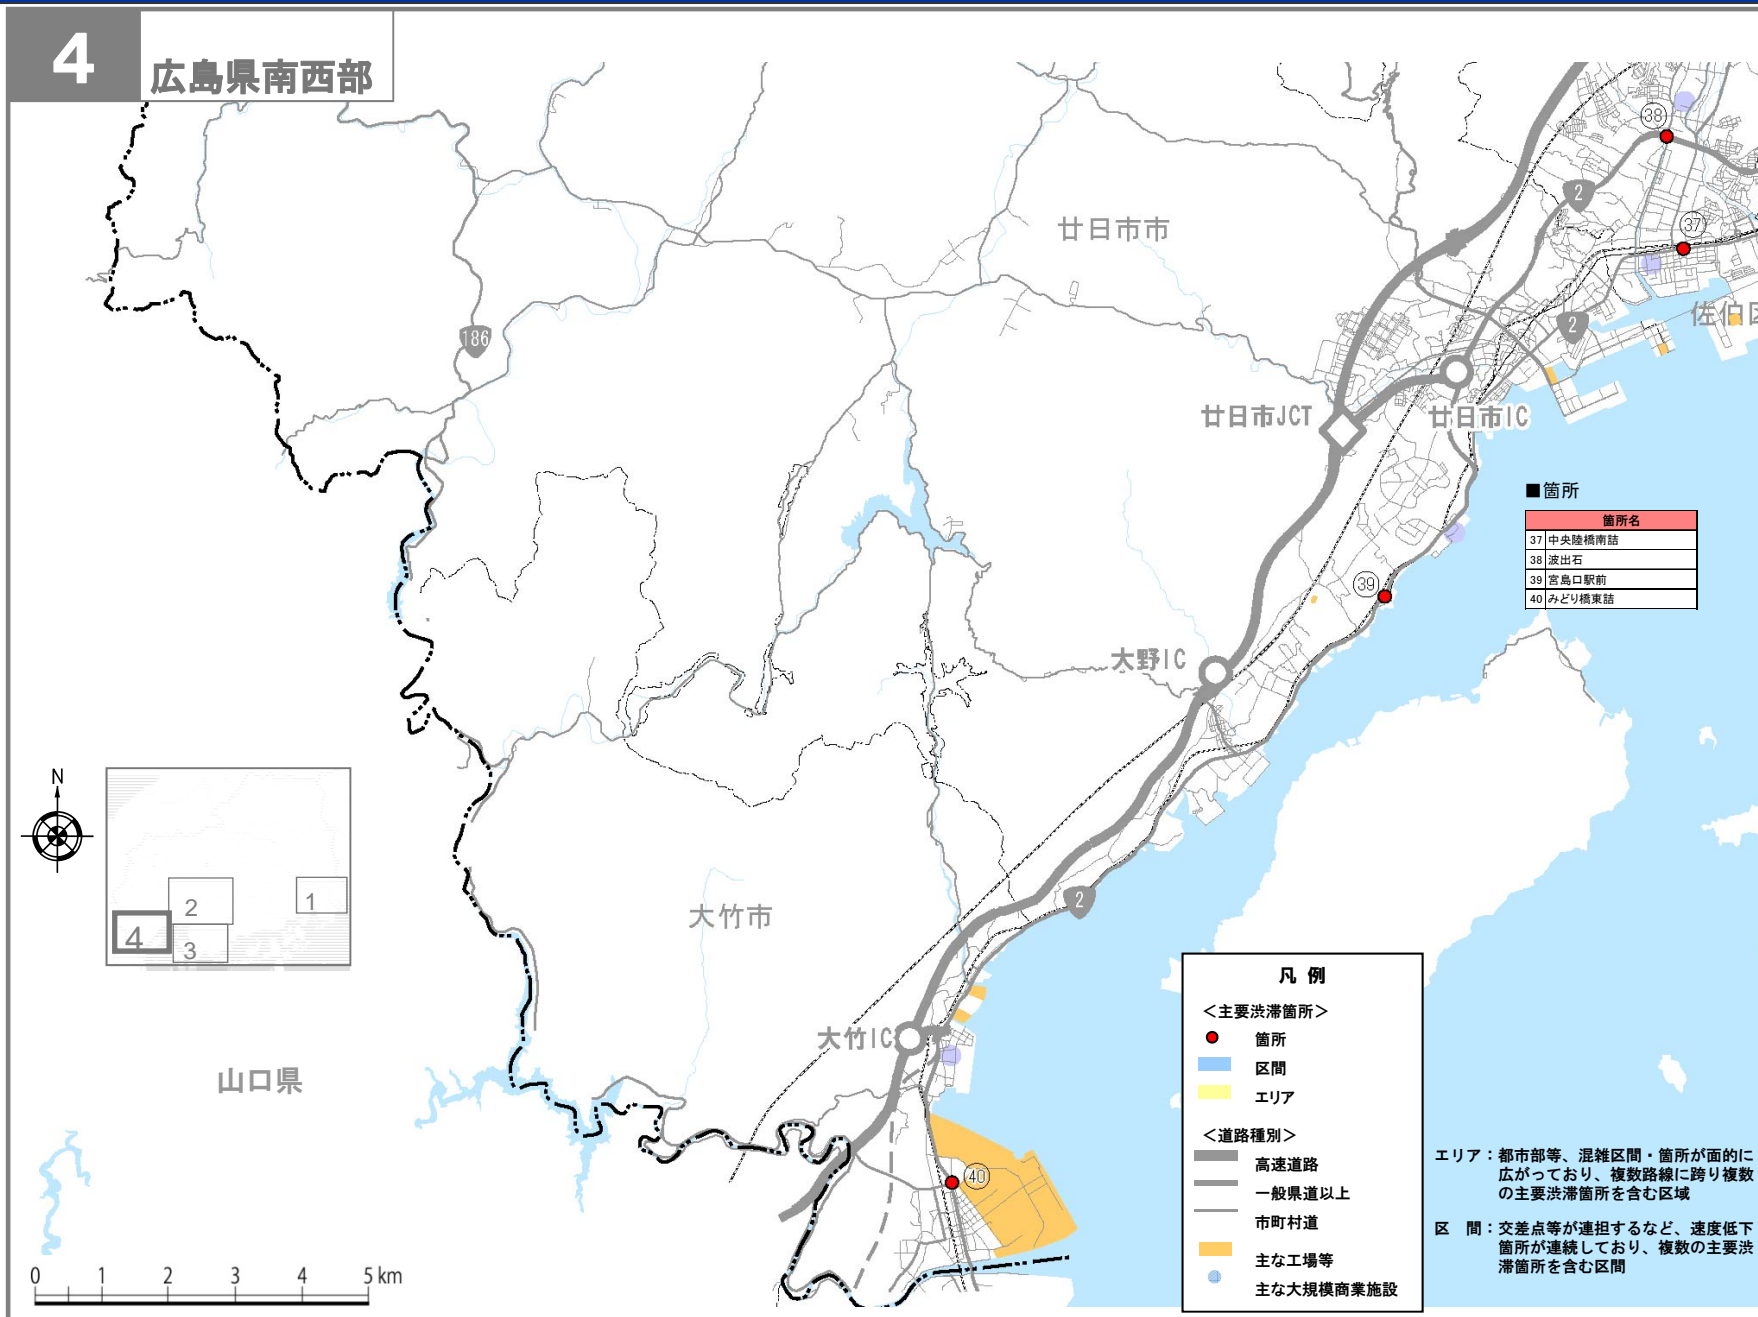 4
広島県南西部
38
2
37
廿日市市
佐伯区
186
2
廿日市JCT
廿日市IC
■箇所
箇所名
37 中央陸橋南詰
38 波出石
39 宮島口駅前
40 みどり橋東詰
39
大野IC
N
2
1
4
3
大竹市
2
大竹IC
山口県
40
凡 例
＜主要渋滞箇所＞
箇所
区間
エリア
＜道路種別＞
高速道路
一般県道以上
市町村道
主な工場等
主な大規模商業施設
エリア：都市部等、混雑区間・箇所が面的に
広がっており、複数路線に跨り複数
の主要渋滞箇所を含む区域
区　間：交差点等が連担するなど、速度低下
箇所が連続しており、複数の主要渋
滞箇所を含む区間
0 1 2 3 4 5 km